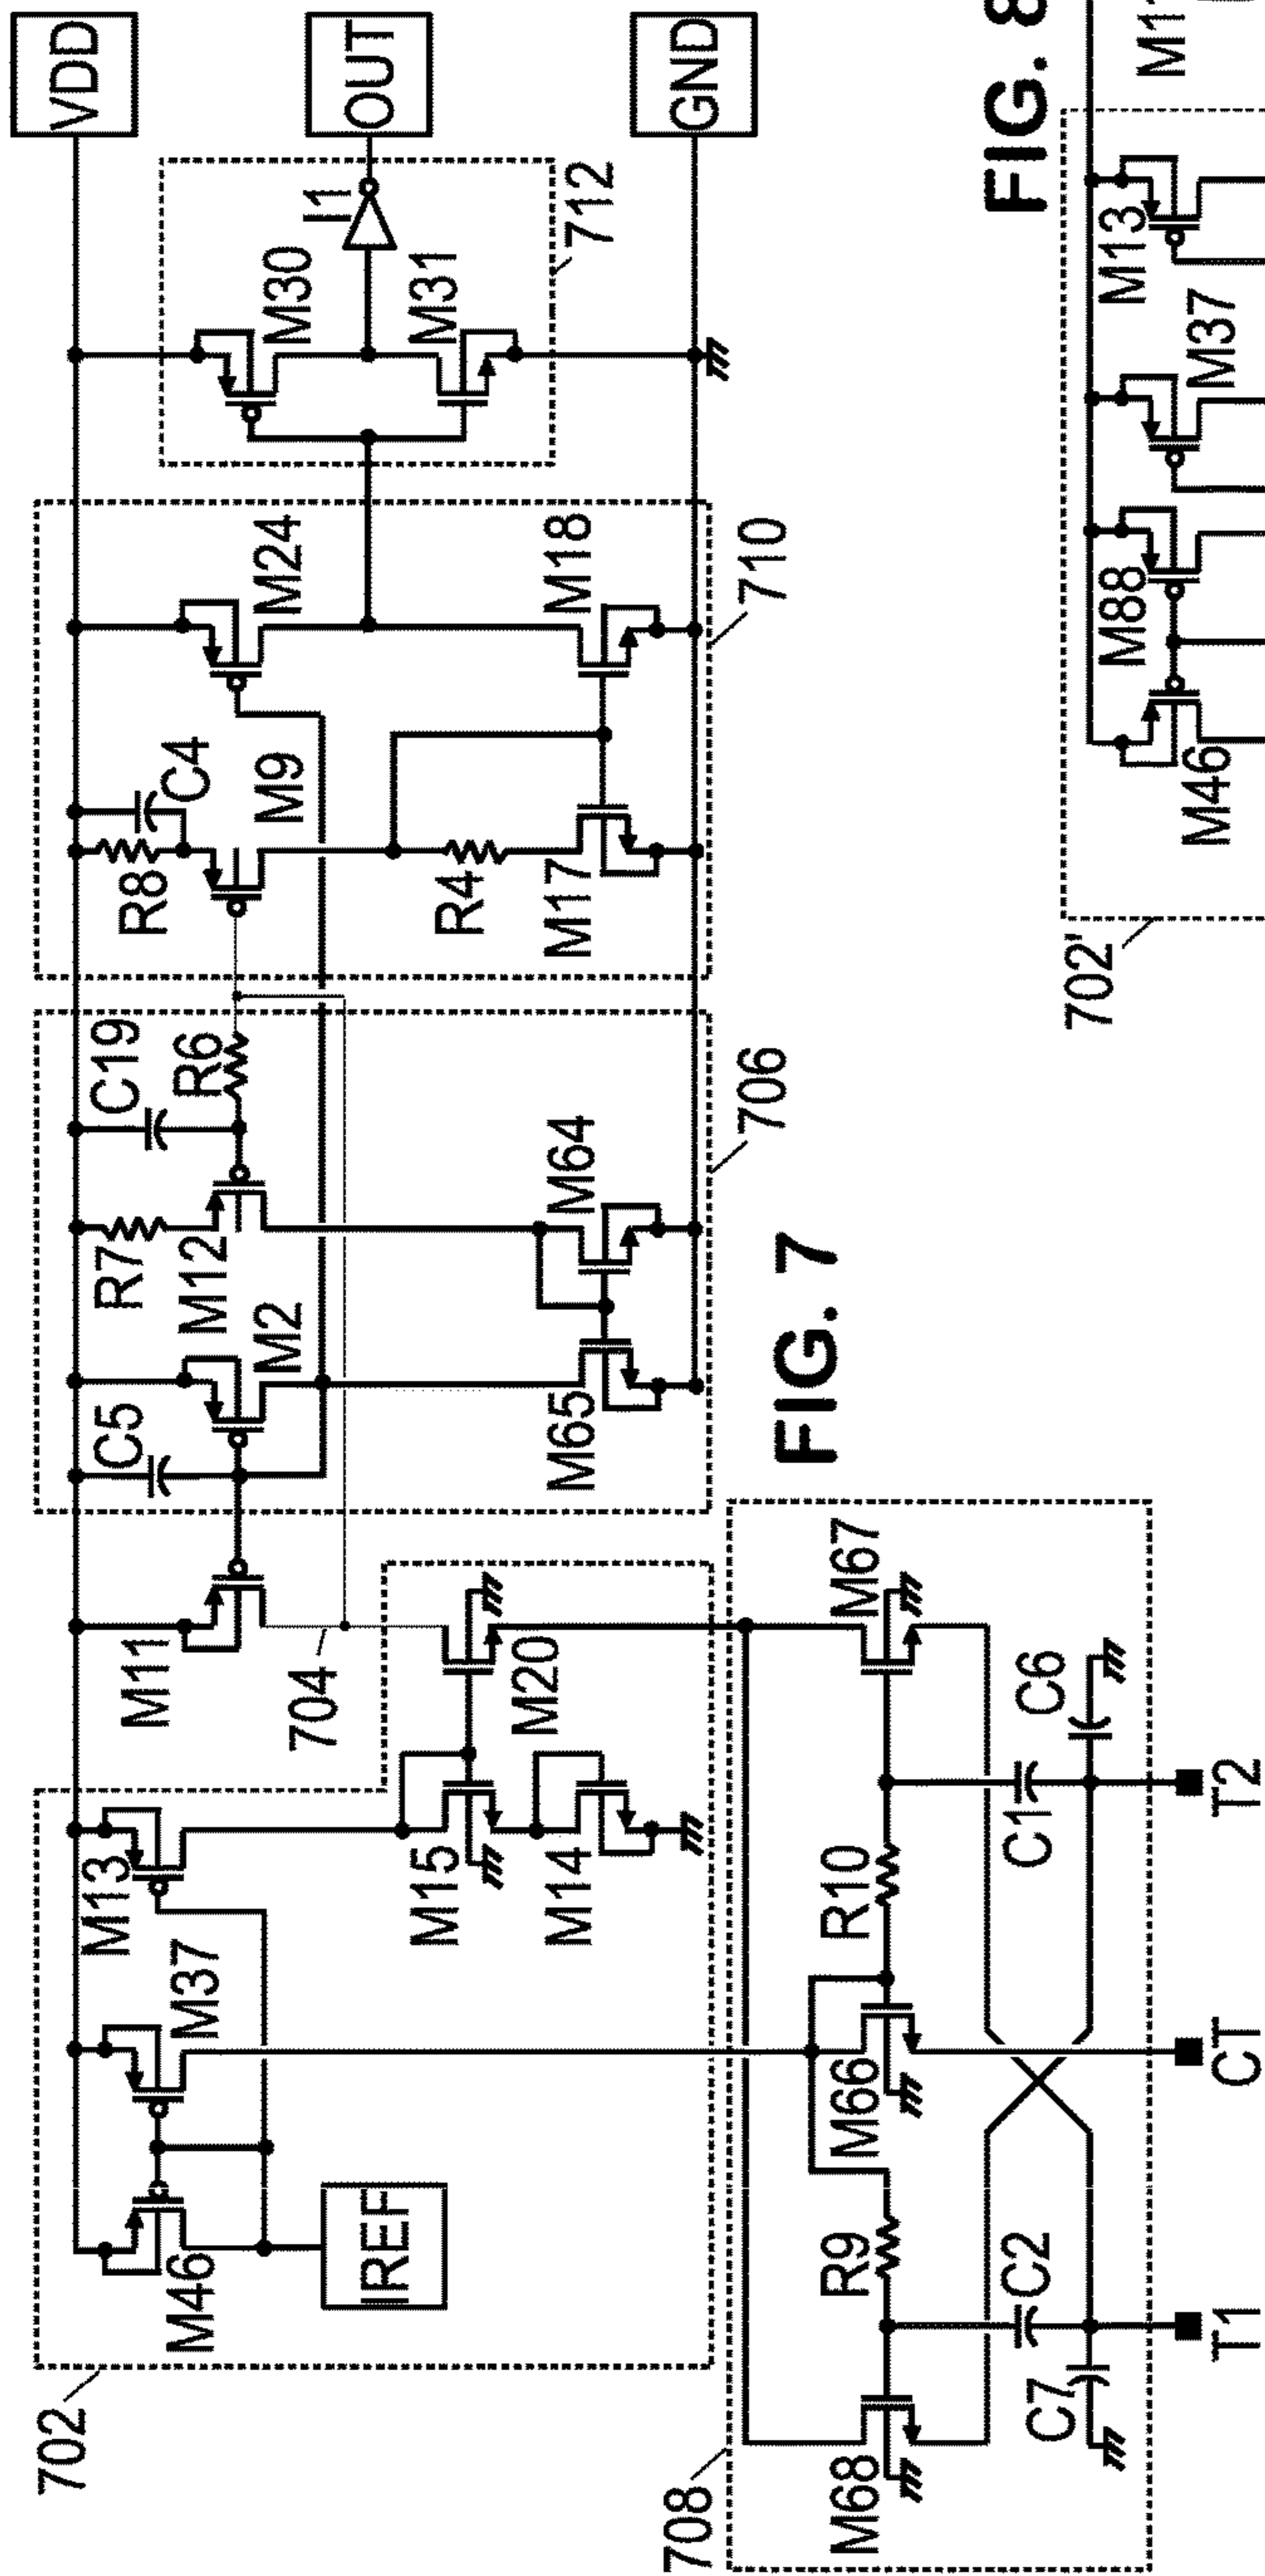 VDD
OUT
GND
I1
M30
M31
712
M24
M18
710
C4
M9
R8
R4
M17
C19
R6
M64
706
R7
M12
M2
C5
M65
FIG. 7
M11
704
M20
M13
M15
M14
M37
M46
IREF
702
M67
C6
C1
T2
R10
M66
CT
R9
C2
T1
C7
M68
708
FIG. 8
M13
M37
M88
M46
702'